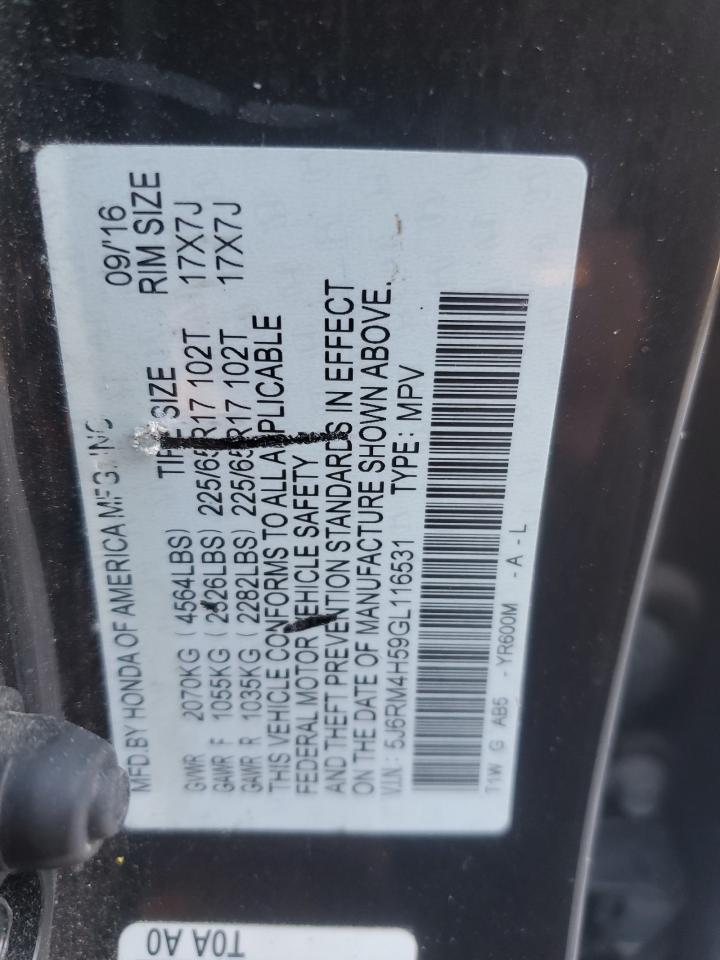 MFD.BY HONDA OF AMERICA MFG. INC 09/'16
TIRE SIZE RIM SIZE
GVWR 2070KG ( 4564LBS)
GAWR F 1055KG ( 2326LBS) 225/65R17 102T 17X7J
GAWR R 1035KG ( 2282LBS) 225/65R17 102T 17X7J
THIS VEHICLE CONFORMS TO ALL APPLICABLE
FEDERAL MOTOR VEHICLE SAFETY
AND THEFT PREVENTION STANDARDS IN EFFECT
ON THE DATE OF MANUFACTURE SHOWN ABOVE.
V.I.N : 5J6RM4H59GL116531 TYPE : MPV
T1W G AB5 - YR600M - A - L
T0A A0